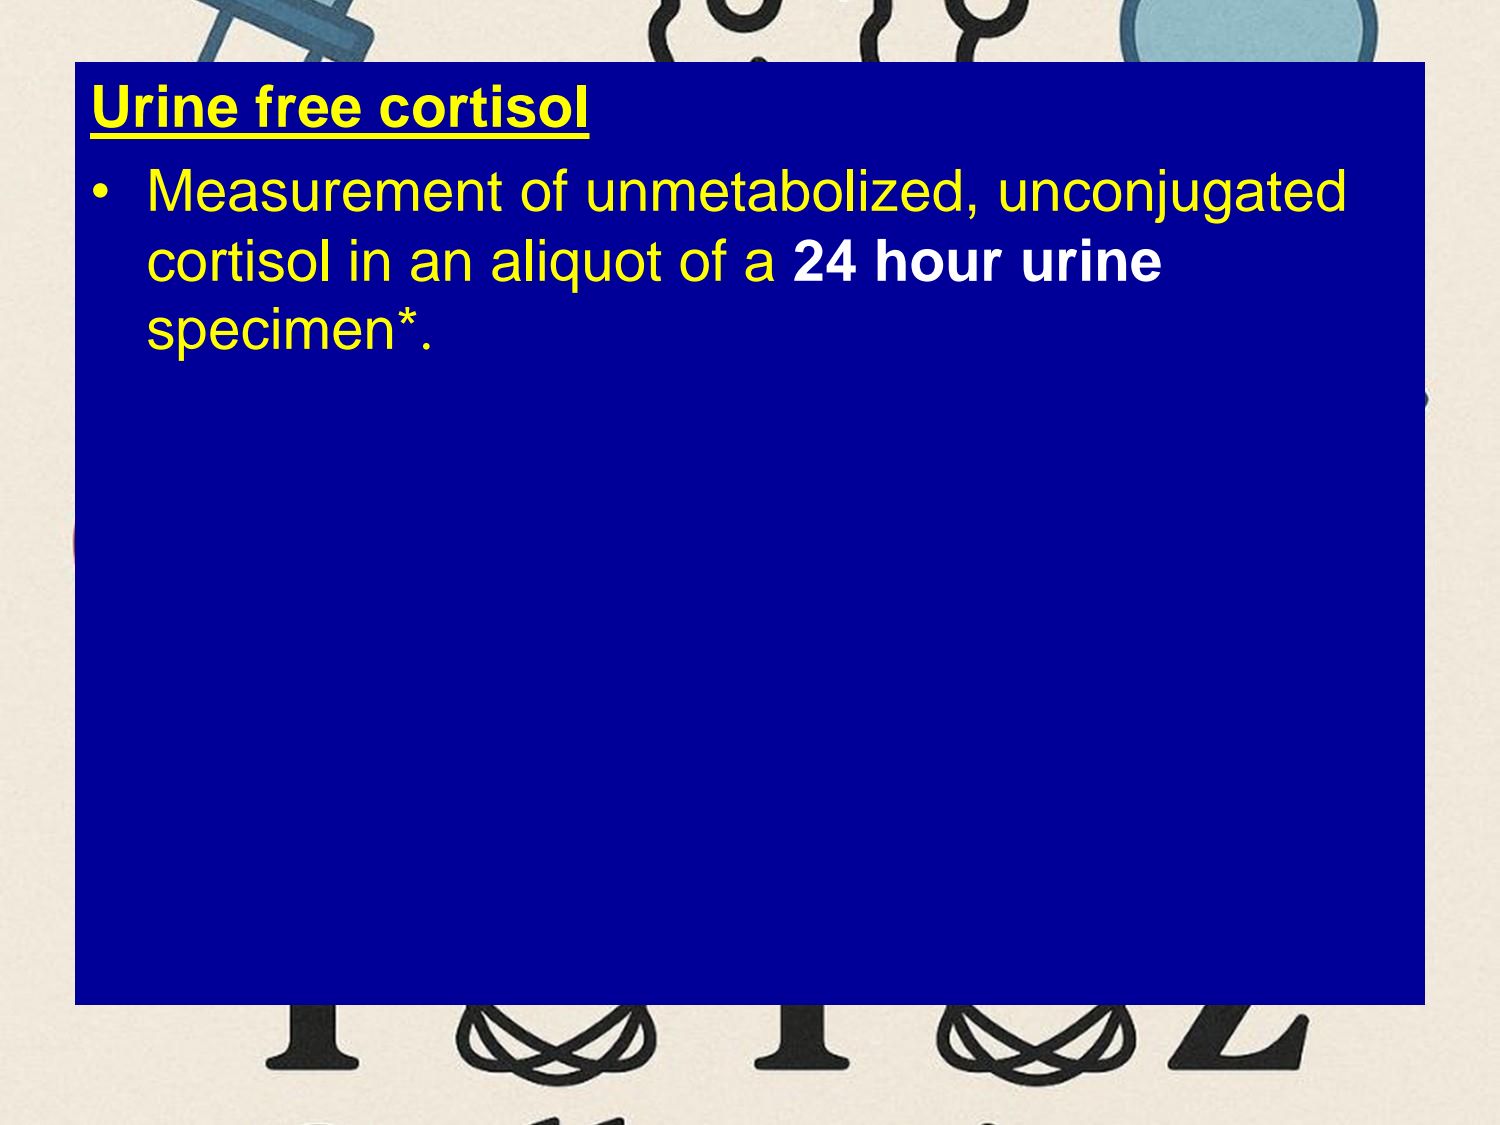 Urine free cortisol
• Measurement of unmetabolized, unconjugated
cortisol in an aliquot of a 24 hour urine
specimen*.